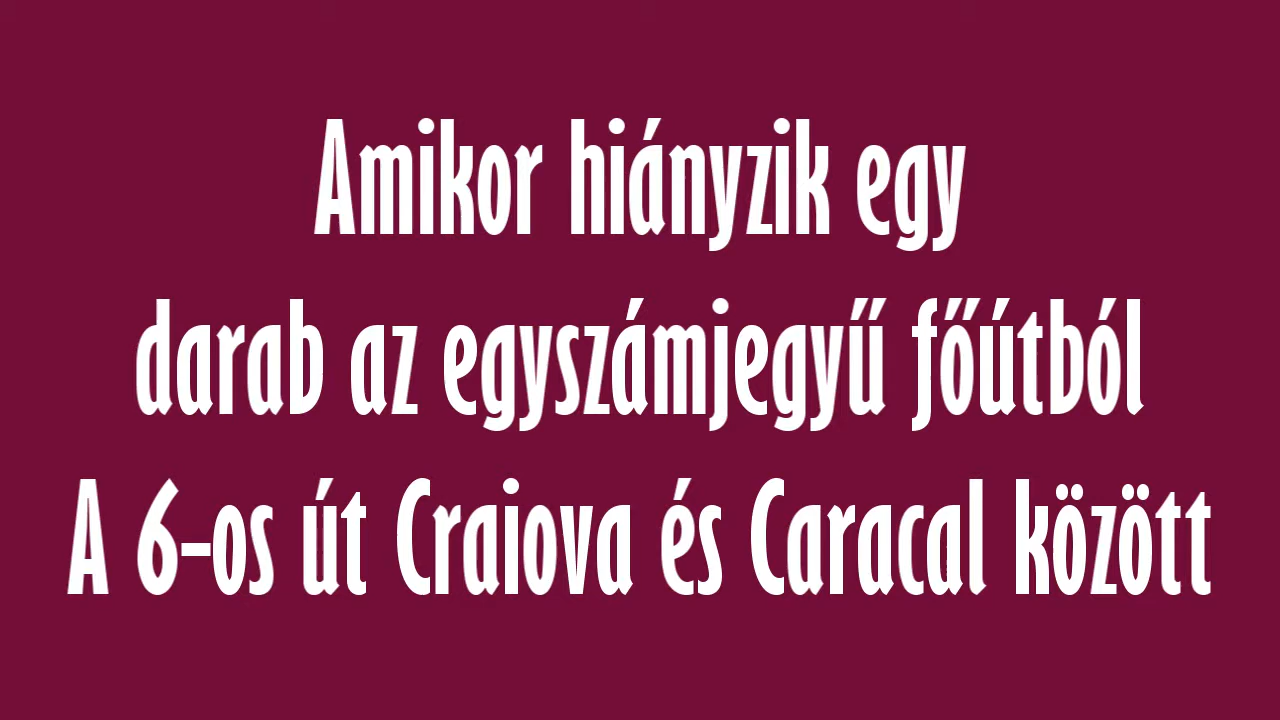 Amikor hiányzik egy
darab az egyszámjegyű főútból
A 6-os út Craiova és Caracal között